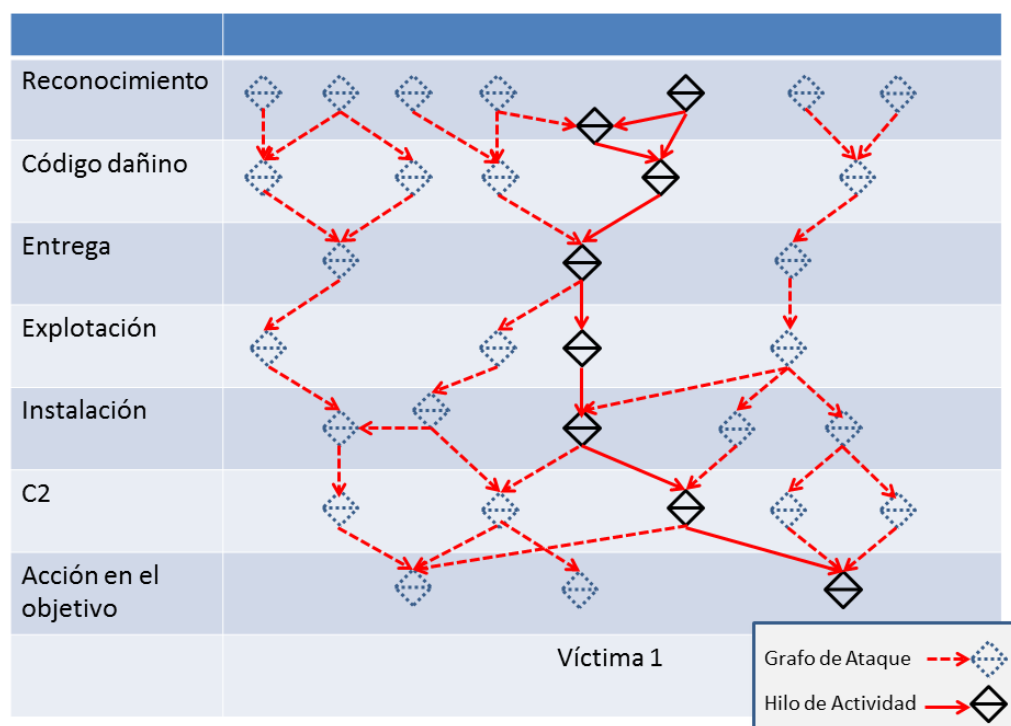 Reconocimiento
Código dañino
Entrega
Explotación
Instalación
C2
Acción en el
objetivo
Víctima 1
Grafo de Ataque
Hilo de Actividad